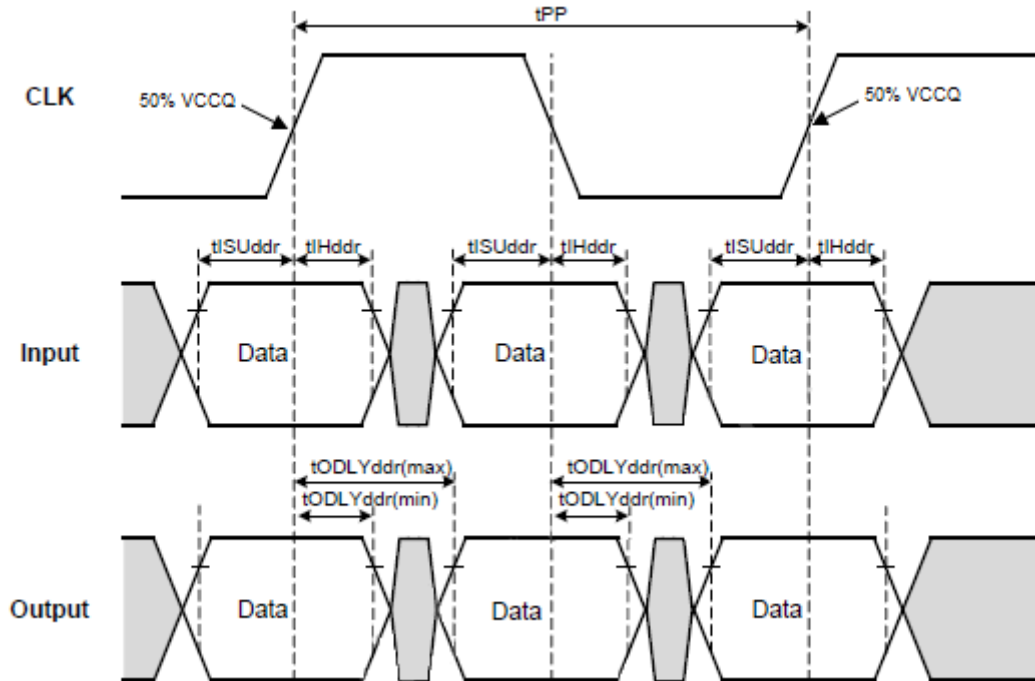 tPP
CLK
50% VCCQ
50% VCCQ
tISUddr tIHddr tISUddr tIHddr tISUddr tIHddr
Input
Data Data Data
tODLYddr(max) tODLYddr(max)
tODLYddr(min) tODLYddr(min)
Output
Data Data Data